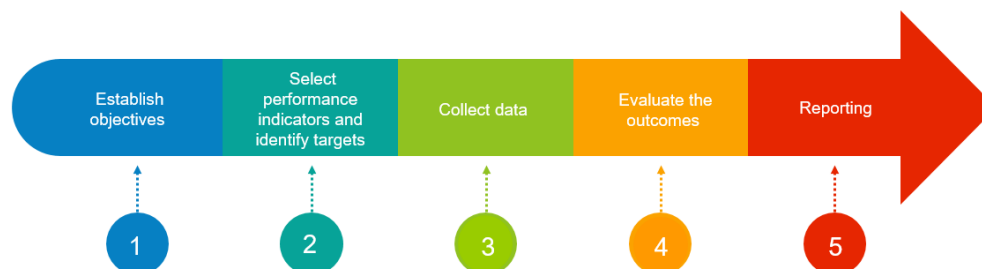 Establish
objectives
Select
performance
indicators and
identify targets
Collect data
Evaluate the
outcomes
Reporting
1
2
3
4
5